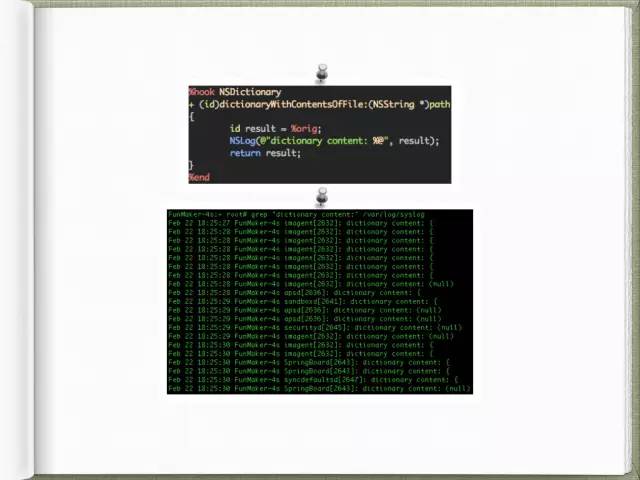 %hook NSDictionary
+ (id)dictionaryWithContentsOfFile:(NSString *)path
{
id result = %orig;
NSLog(@"dictionary content: %@", result);
return result;
}
%end
FunMaker-4s:~ root# grep "dictionary content:" /var/log/syslog
Feb 22 18:25:27 FunMaker-4s imagent[2632]: dictionary content: {
Feb 22 18:25:28 FunMaker-4s imagent[2632]: dictionary content: {
Feb 22 18:25:28 FunMaker-4s imagent[2632]: dictionary content: {
Feb 22 18:25:28 FunMaker-4s imagent[2632]: dictionary content: {
Feb 22 18:25:28 FunMaker-4s imagent[2632]: dictionary content: {
Feb 22 18:25:28 FunMaker-4s imagent[2632]: dictionary content: {
Feb 22 18:25:28 FunMaker-4s imagent[2632]: dictionary content: {
Feb 22 18:25:28 FunMaker-4s imagent[2632]: dictionary content: (null)
Feb 22 18:25:29 FunMaker-4s apsd[2636]: dictionary content: {
Feb 22 18:25:29 FunMaker-4s sandboxd[2641]: dictionary content: {
Feb 22 18:25:29 FunMaker-4s apsd[2636]: dictionary content: (null)
Feb 22 18:25:29 FunMaker-4s apsd[2636]: dictionary content: (null)
Feb 22 18:25:29 FunMaker-4s securityd[2645]: dictionary content: (null)
Feb 22 18:25:29 FunMaker-4s imagent[2632]: dictionary content: (null)
Feb 22 18:25:30 FunMaker-4s imagent[2632]: dictionary content: {
Feb 22 18:25:30 FunMaker-4s imagent[2632]: dictionary content: {
Feb 22 18:25:30 FunMaker-4s SpringBoard[2643]: dictionary content: {
Feb 22 18:25:30 FunMaker-4s SpringBoard[2643]: dictionary content: {
Feb 22 18:25:30 FunMaker-4s syncdefaultsd[2647]: dictionary content: {
Feb 22 18:25:30 FunMaker-4s SpringBoard[2643]: dictionary content: (null)